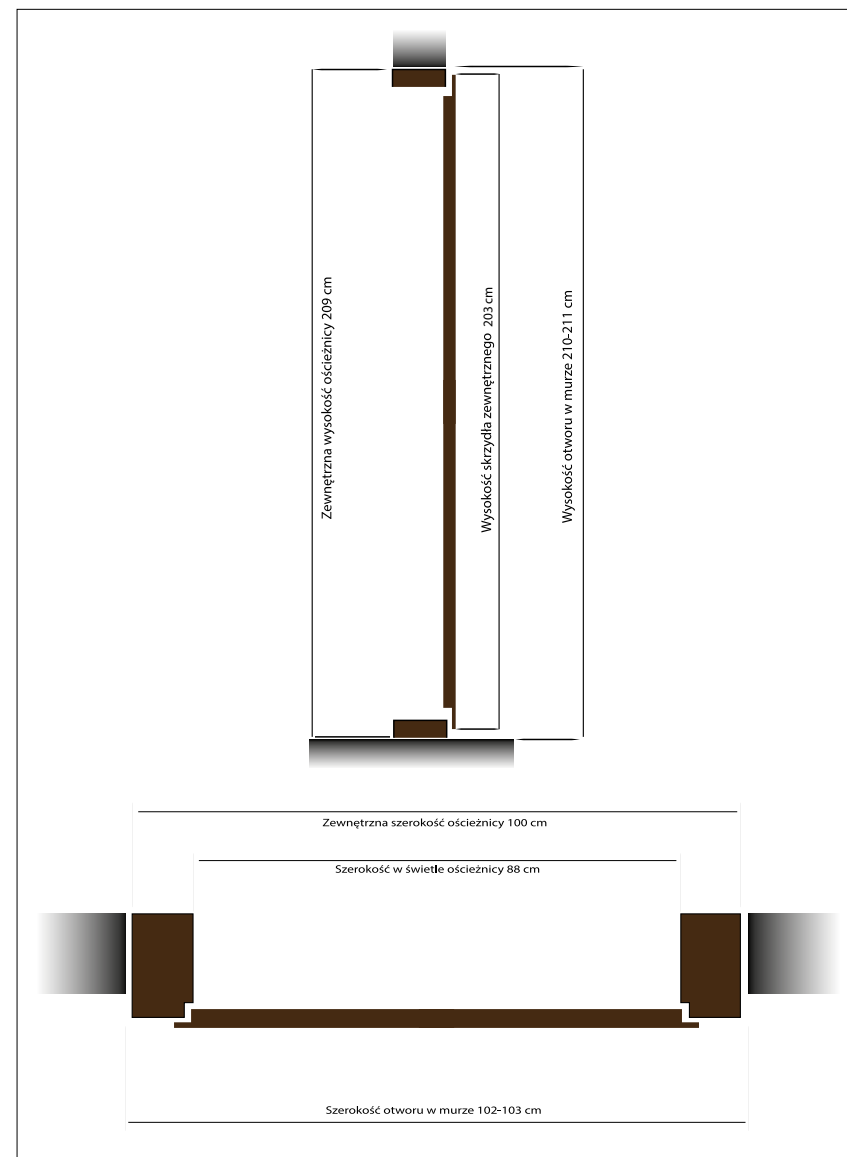 Zewnętrzna wysokość ościeżnicy 209 cm
Wysokość skrzydła zewnętrznego 203 cm
Wysokość otworu w murze 210-211 cm
Zewnętrzna szerokość ościeżnicy 100 cm
Szerokość w świetle ościeżnicy 88 cm
Szerokość otworu w murze 102-103 cm